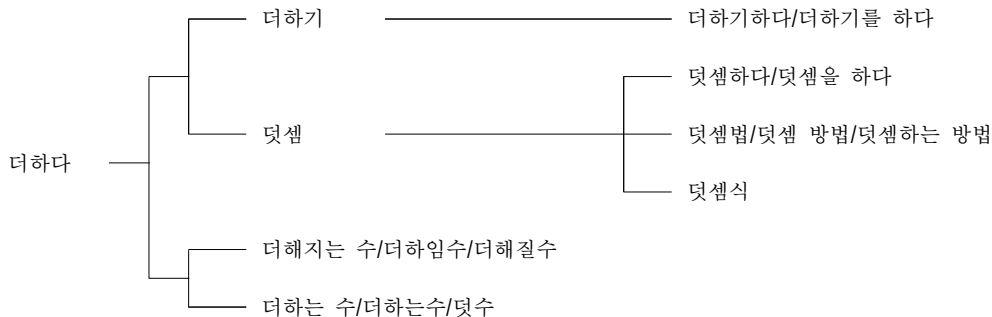 더하기 더하기하다/더하기를 하다
덧셈하다/덧셈을 하다
덧셈 덧셈법/덧셈 방법/덧셈하는 방법
더하다
덧셈식
더해지는 수/더하임수/더해질수
더하는 수/더하는수/덧수